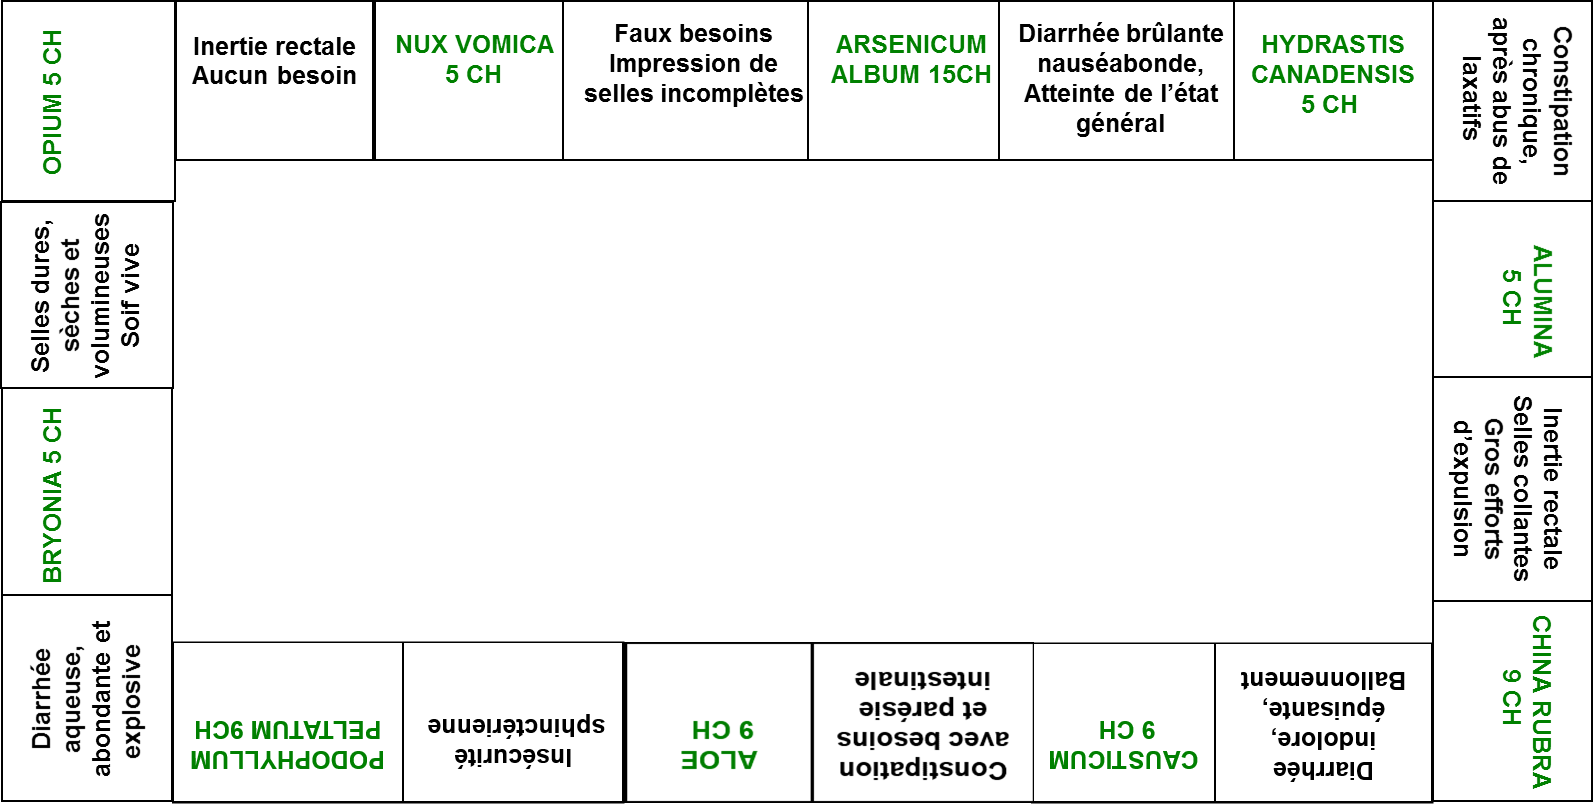 OPIUM 5 CH
Inertie rectale
Aucun besoin
NUX VOMICA
5 CH
Faux besoins
Impression de
selles incomplètes
ARSENICUM
ALBUM 15CH
Diarrhée brûlante
nauséabonde,
Atteinte de l’état
général
HYDRASTIS
CANADENSIS
5 CH
Constipation
chronique,
après abus de
laxatifs
ALUMINA
5 CH
Inertie rectale
Selles collantes
Gros efforts
d’expulsion
CHINA RUBRA
9 CH
Diarrhée
indolore,
épuisante,
Ballonnement
CAUSTICUM
9 CH
Constipation
avec besoins
et parésie
intestinale
ALOE
9 CH
Insécurité
sphinctérienne
PODOPHYLLUM
PELTATUM 9CH
Diarrhée
aqueuse,
abondante et
explosive
BRYONIA 5 CH
Selles dures,
sèches et
volumineuses
Soif vive